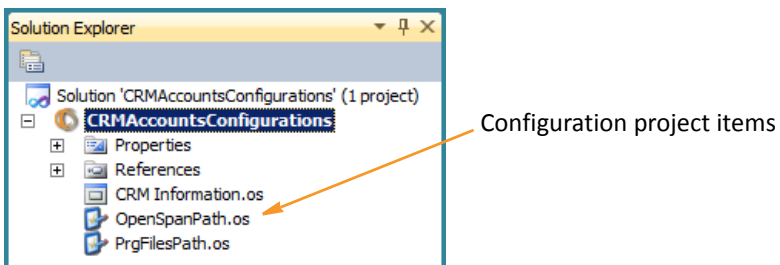 Solution Explorer
Solution 'CRMAccountsConfigurations' (1 project)
CRMAccountsConfigurations
Properties
References
CRM Information.os
OpenSpanPath.os
PrgFilesPath.os
Configuration project items